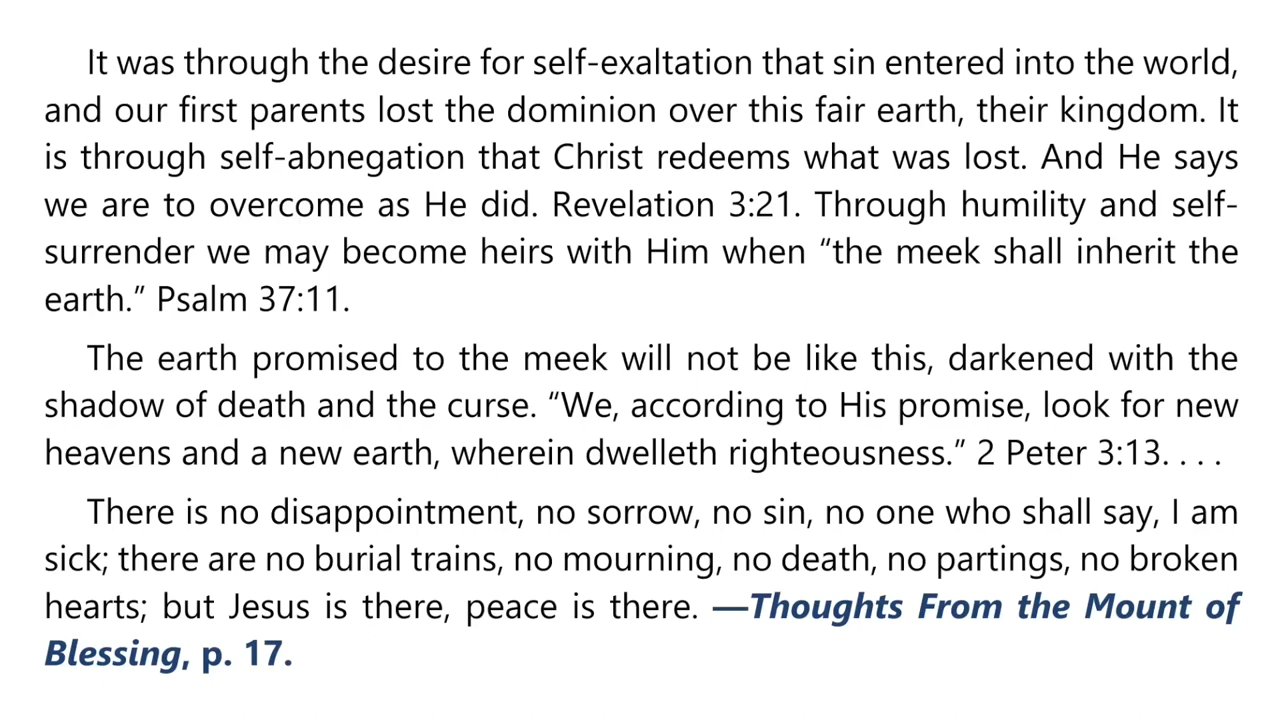 It was through the desire for self-exaltation that sin entered into the world,
and our first parents lost the dominion over this fair earth, their kingdom. It
is through self-abnegation that Christ redeems what was lost. And He says
we are to overcome as He did. Revelation 3:21. Through humility and self-
surrender we may become heirs with Him when “the meek shall inherit the
earth.” Psalm 37:11.
The earth promised to the meek will not be like this, darkened with the
shadow of death and the curse. “We, according to His promise, look for new
heavens and a new earth, wherein dwelleth righteousness.” 2 Peter 3:13. . . .
There is no disappointment, no sorrow, no sin, no one who shall say, I am
sick; there are no burial trains, no mourning, no death, no partings, no broken
hearts; but Jesus is there, peace is there. —Thoughts From the Mount of
Blessing, p. 17.